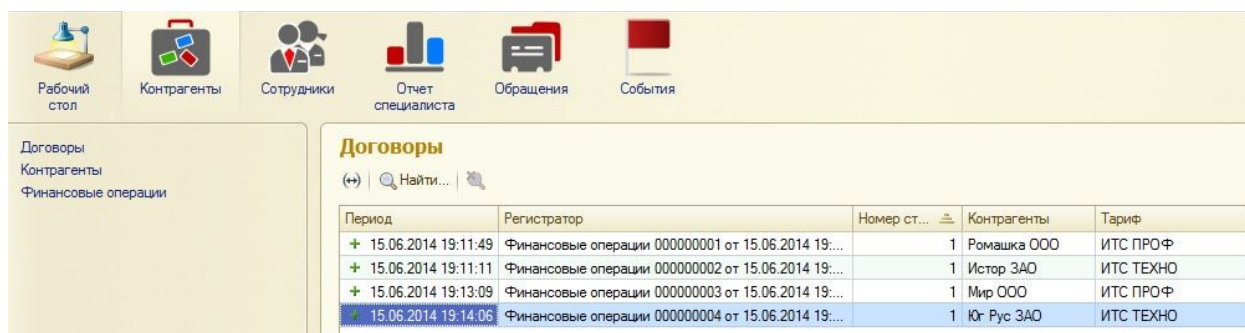 Рабочий стол
Контрагенты
Сотрудники
Отчет специалиста
Обращения
События
Договоры
Контрагенты
Финансовые операции
Договоры
Найти...
Период Регистратор Номер ст... Контрагенты Тариф
15.06.2014 19:11:49 Финансовые операции 000000001 от 15.06.2014 19:... 1 Ромашка ООО ИТС ПРОФ
15.06.2014 19:11:11 Финансовые операции 000000002 от 15.06.2014 19:... 1 Истор ЗАО ИТС ТЕХНО
15.06.2014 19:13:09 Финансовые операции 000000003 от 15.06.2014 19:... 1 Мир ООО ИТС ПРОФ
15.06.2014 19:14:06 Финансовые операции 000000004 от 15.06.2014 19:... 1 Юг Рус ЗАО ИТС ТЕХНО